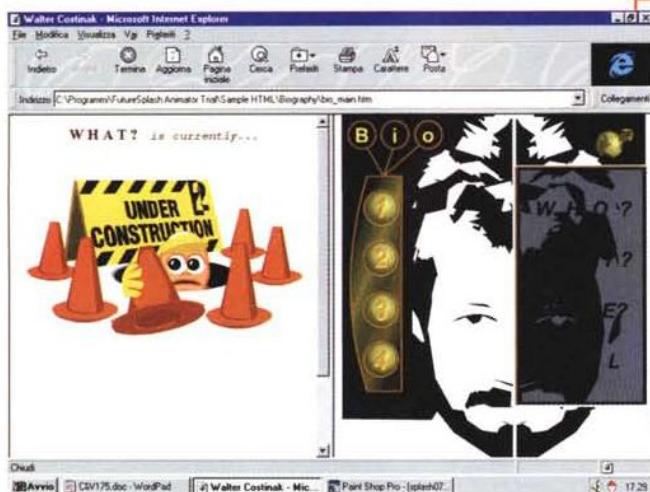 Walter Costinak - Microsoft Internet Explorer
File Modifica Visualizza Vai Preferiti ?
Indietro Termina Aggiorna Pagina iniziale Cerca Preferiti Stampa Carattere Posta
Indirizzo C:\Programmi\FutureSplash Animator Trial\Sample HTML\Biography\bio_main.htm Collegamenti
WHAT? is currently...
UNDER
CONSTRUCTION
B i o
1
2
3
4
WHO?
?
E?
L
Chiudi
Avvio C&V175.doc - WordPad Walter Costinak - Mic... Paint Shop Pro - [splash07... 17.29